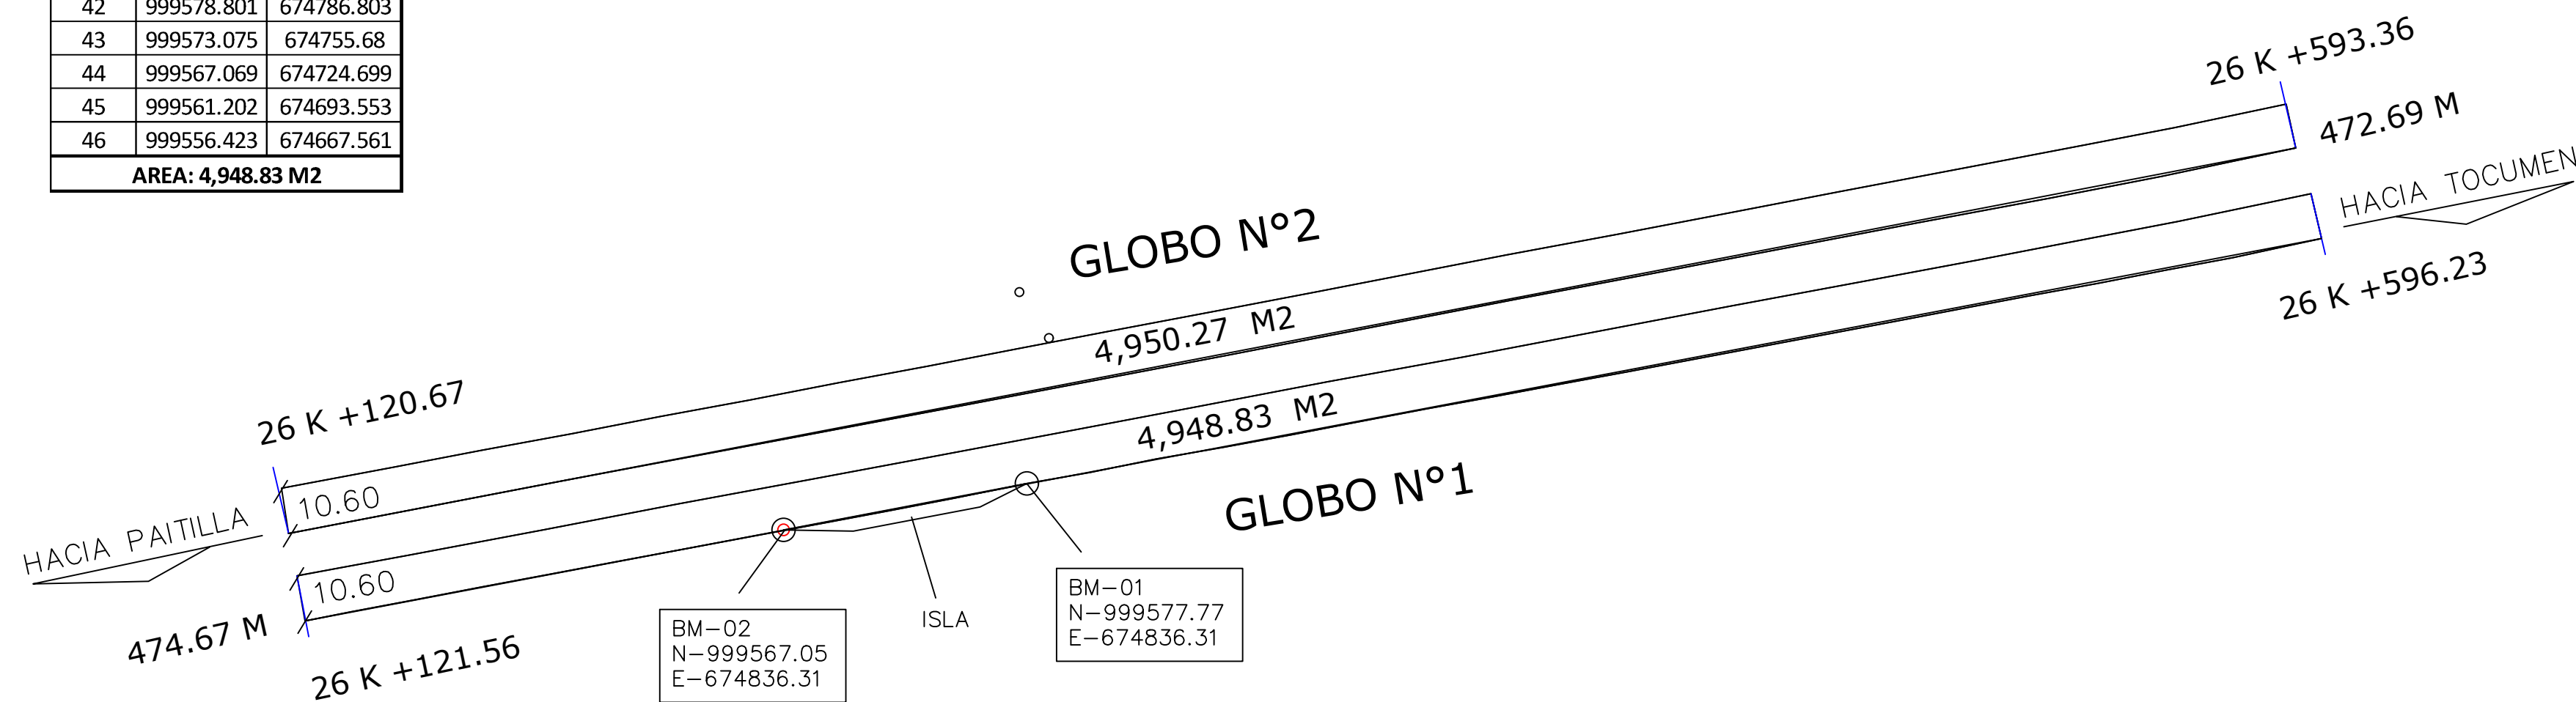 42 999578.801 674786.803
43 999573.075 674755.68
44 999567.069 674724.699
45 999561.202 674693.553
46 999556.423 674667.561
AREA: 4,948.83 M2
26 K +593.36
472.69 M
HACIA TOCUMEN
26 K +596.23
GLOBO N°2
4,950.27 M2
26 K +120.67
10.60
4,948.83 M2
GLOBO N°1
HACIA PAITILLA
10.60
474.67 M
26 K +121.56
BM-02
N-999567.05
E-674836.31
ISLA
BM-01
N-999577.77
E-674836.31